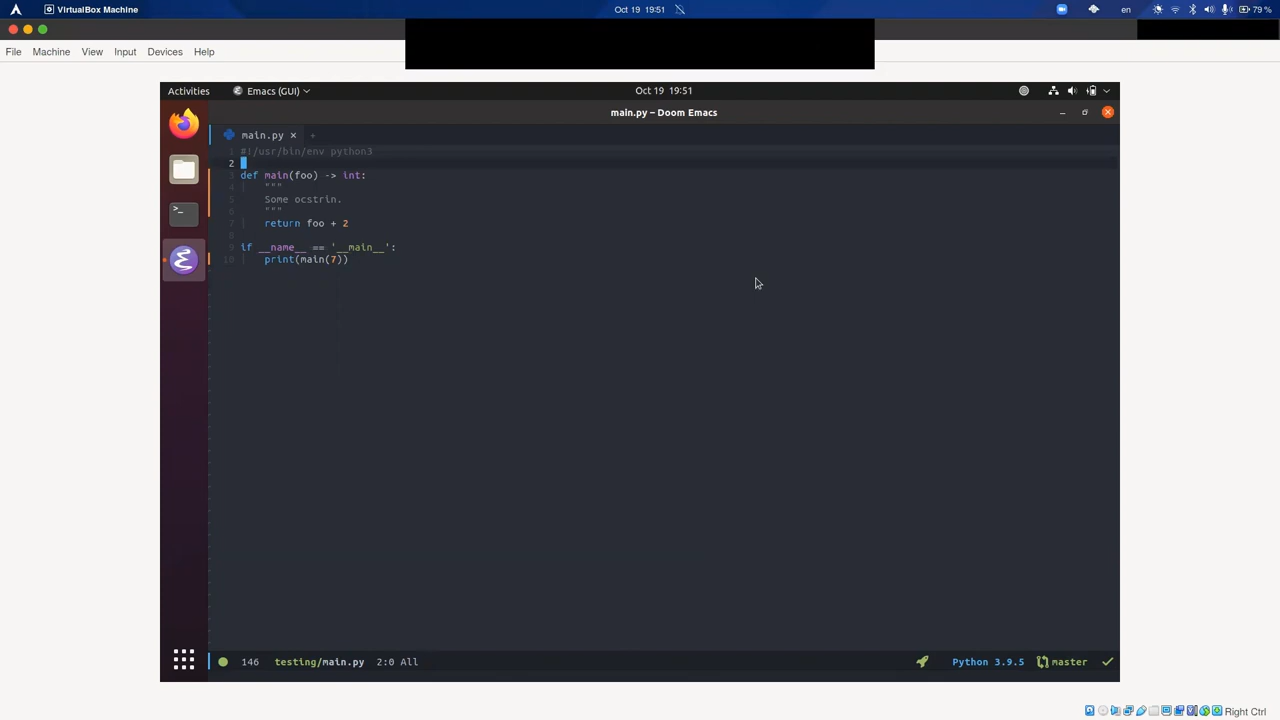 VirtualBox Machine
Oct 19 19:51
en
79 %
File Machine View Input Devices Help
Activities
Emacs (GUI)
Oct 19 19:51
main.py – Doom Emacs
main.py × +
1 #!/usr/bin/env python3
2
3 def main(foo) -> int:
4 """
5 Some ocstrin.
6 """
7 return foo + 2
8
9 if __name__ == '__main__':
10 print(main(7))
146 testing/main.py 2:0 All
Python 3.9.5 master
Right Ctrl